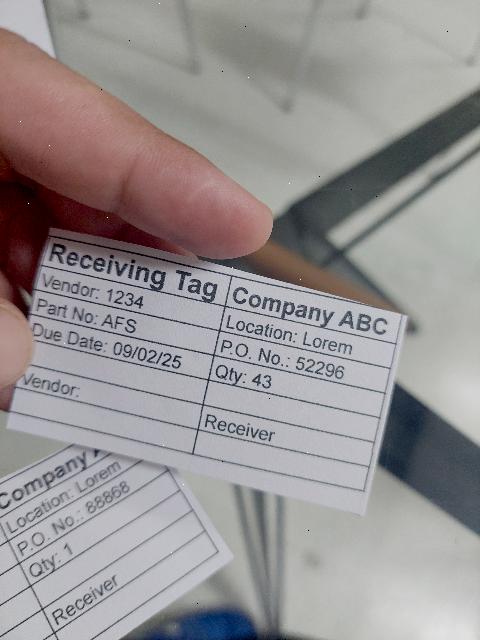 Receiving Tag
Company ABC
Vendor: 1234
Location: Lorem
Part No: AFS
P.O. No.: 52296
Due Date: 09/02/25
Qty: 43
Vendor:
Receiver
Company
Location: Lorem
P.O. No.: 88868
Qty: 1
Receiver